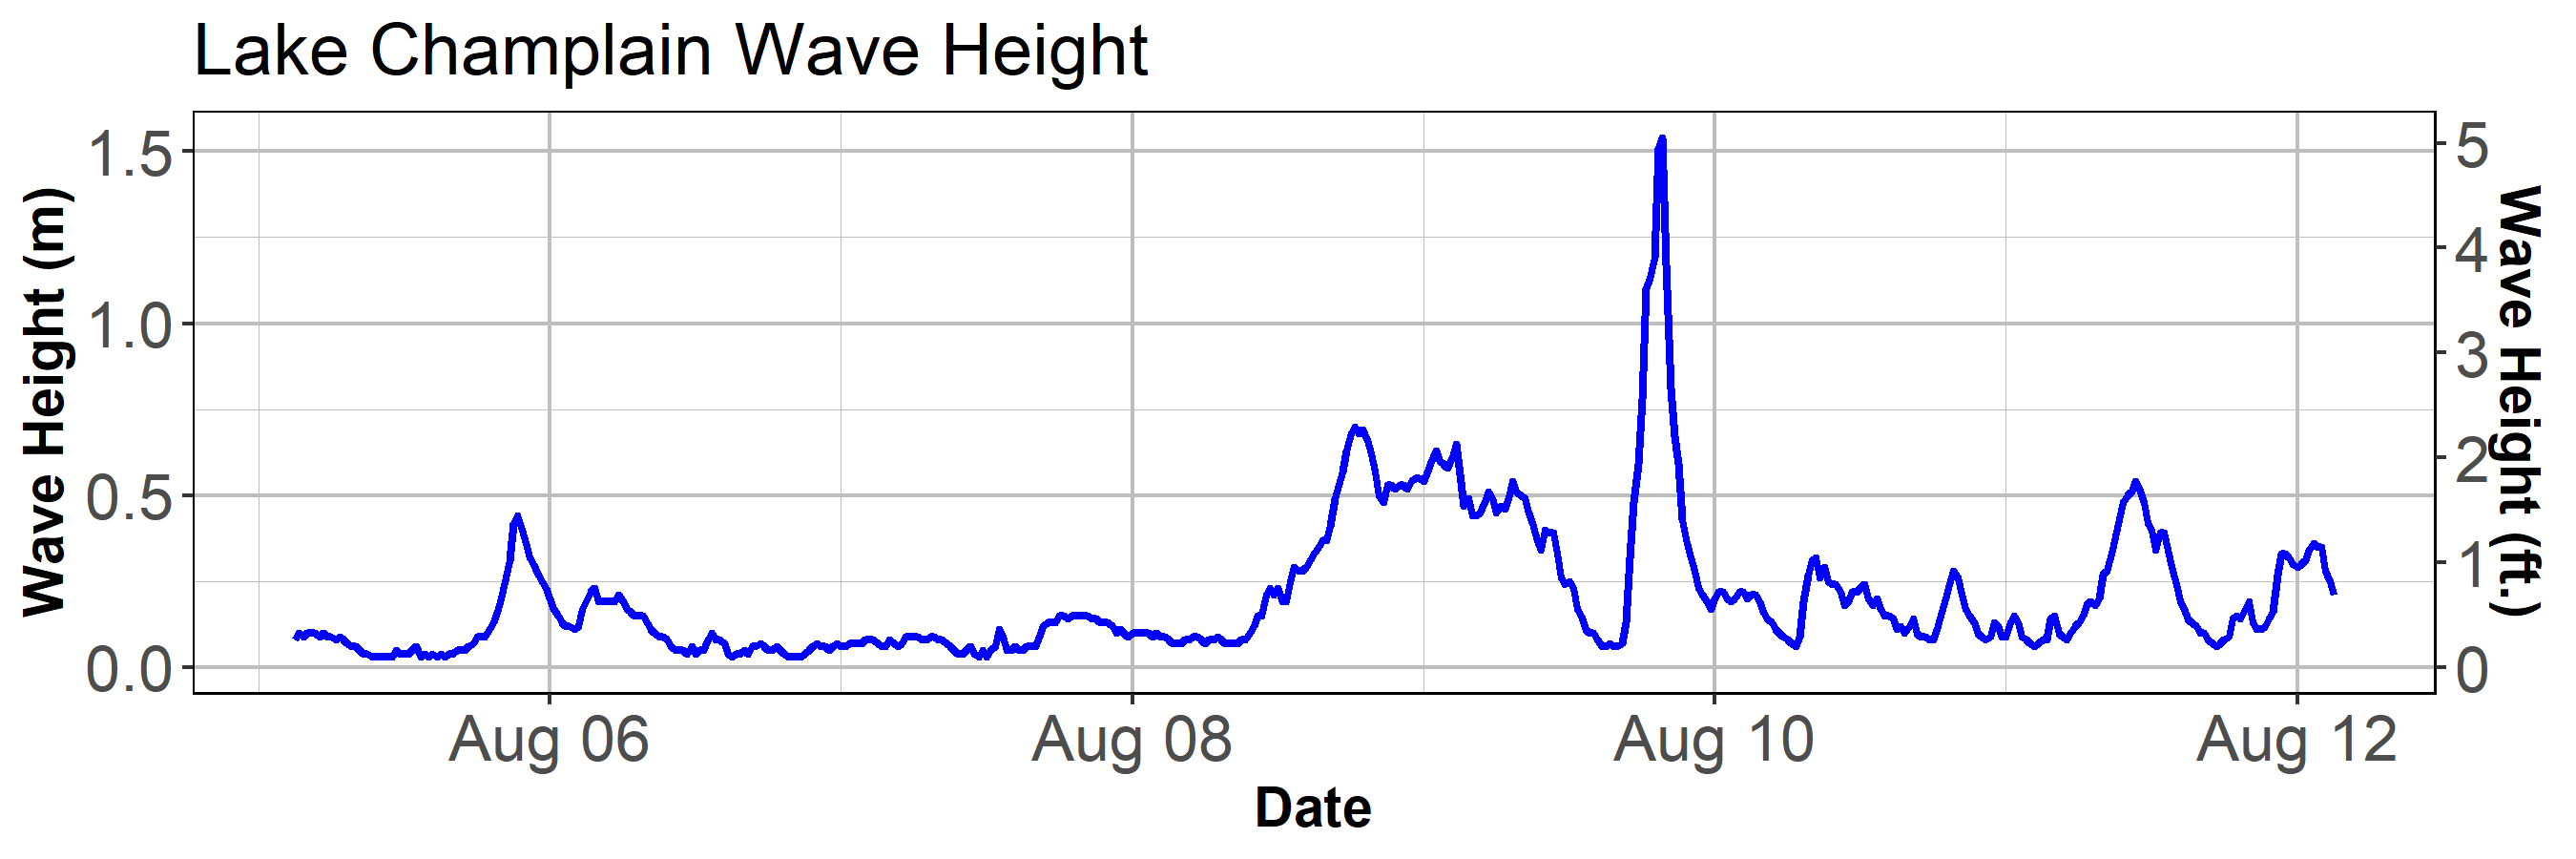 Lake Champlain Wave Height
Wave Height (m)
1.5
1.0
0.5
0.0
5
4
3
2
1
0
Wave Height (ft.)
Aug 06
Aug 08
Aug 10
Aug 12
Date